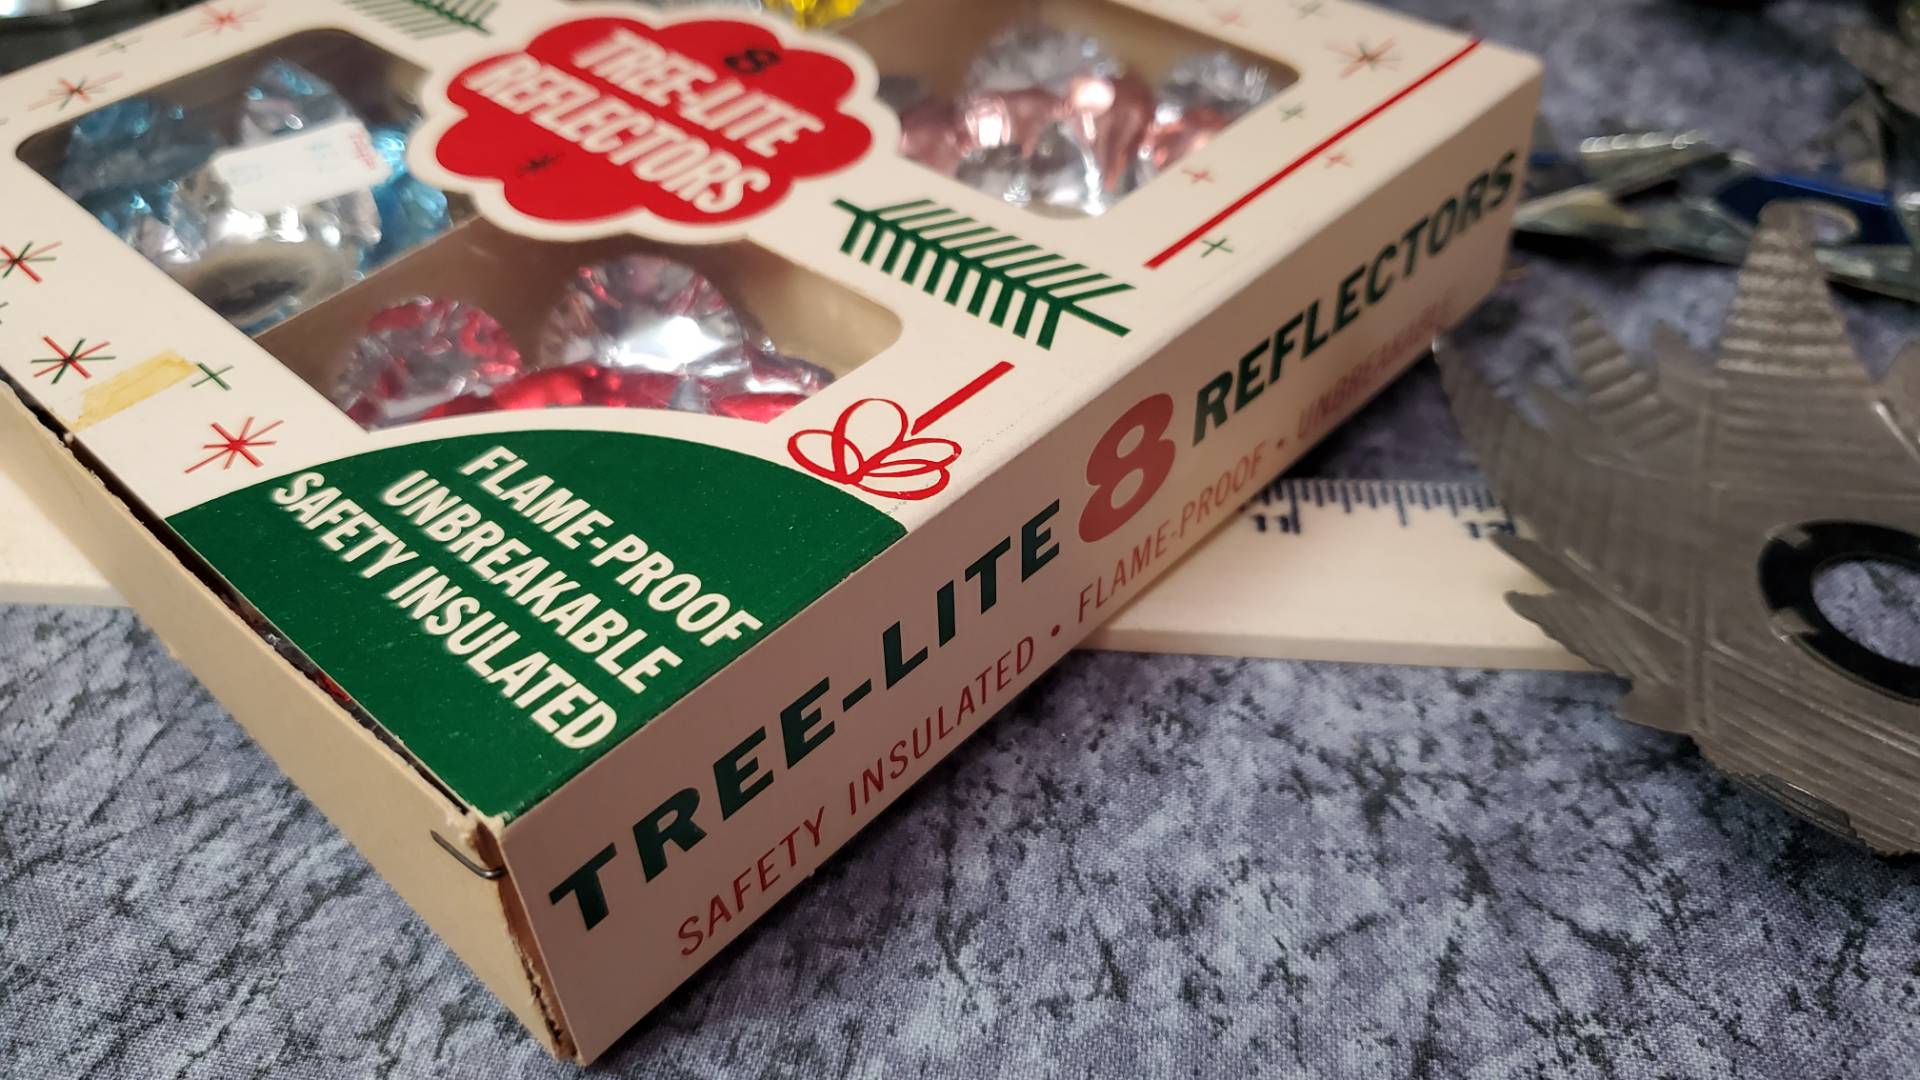 8
TREE-LITE
REFLECTORS
FLAME-PROOF
UNBREAKABLE
SAFETY INSULATED
TREE-LITE 8 REFLECTORS
SAFETY INSULATED • FLAME-PROOF • UNBREAKABLE